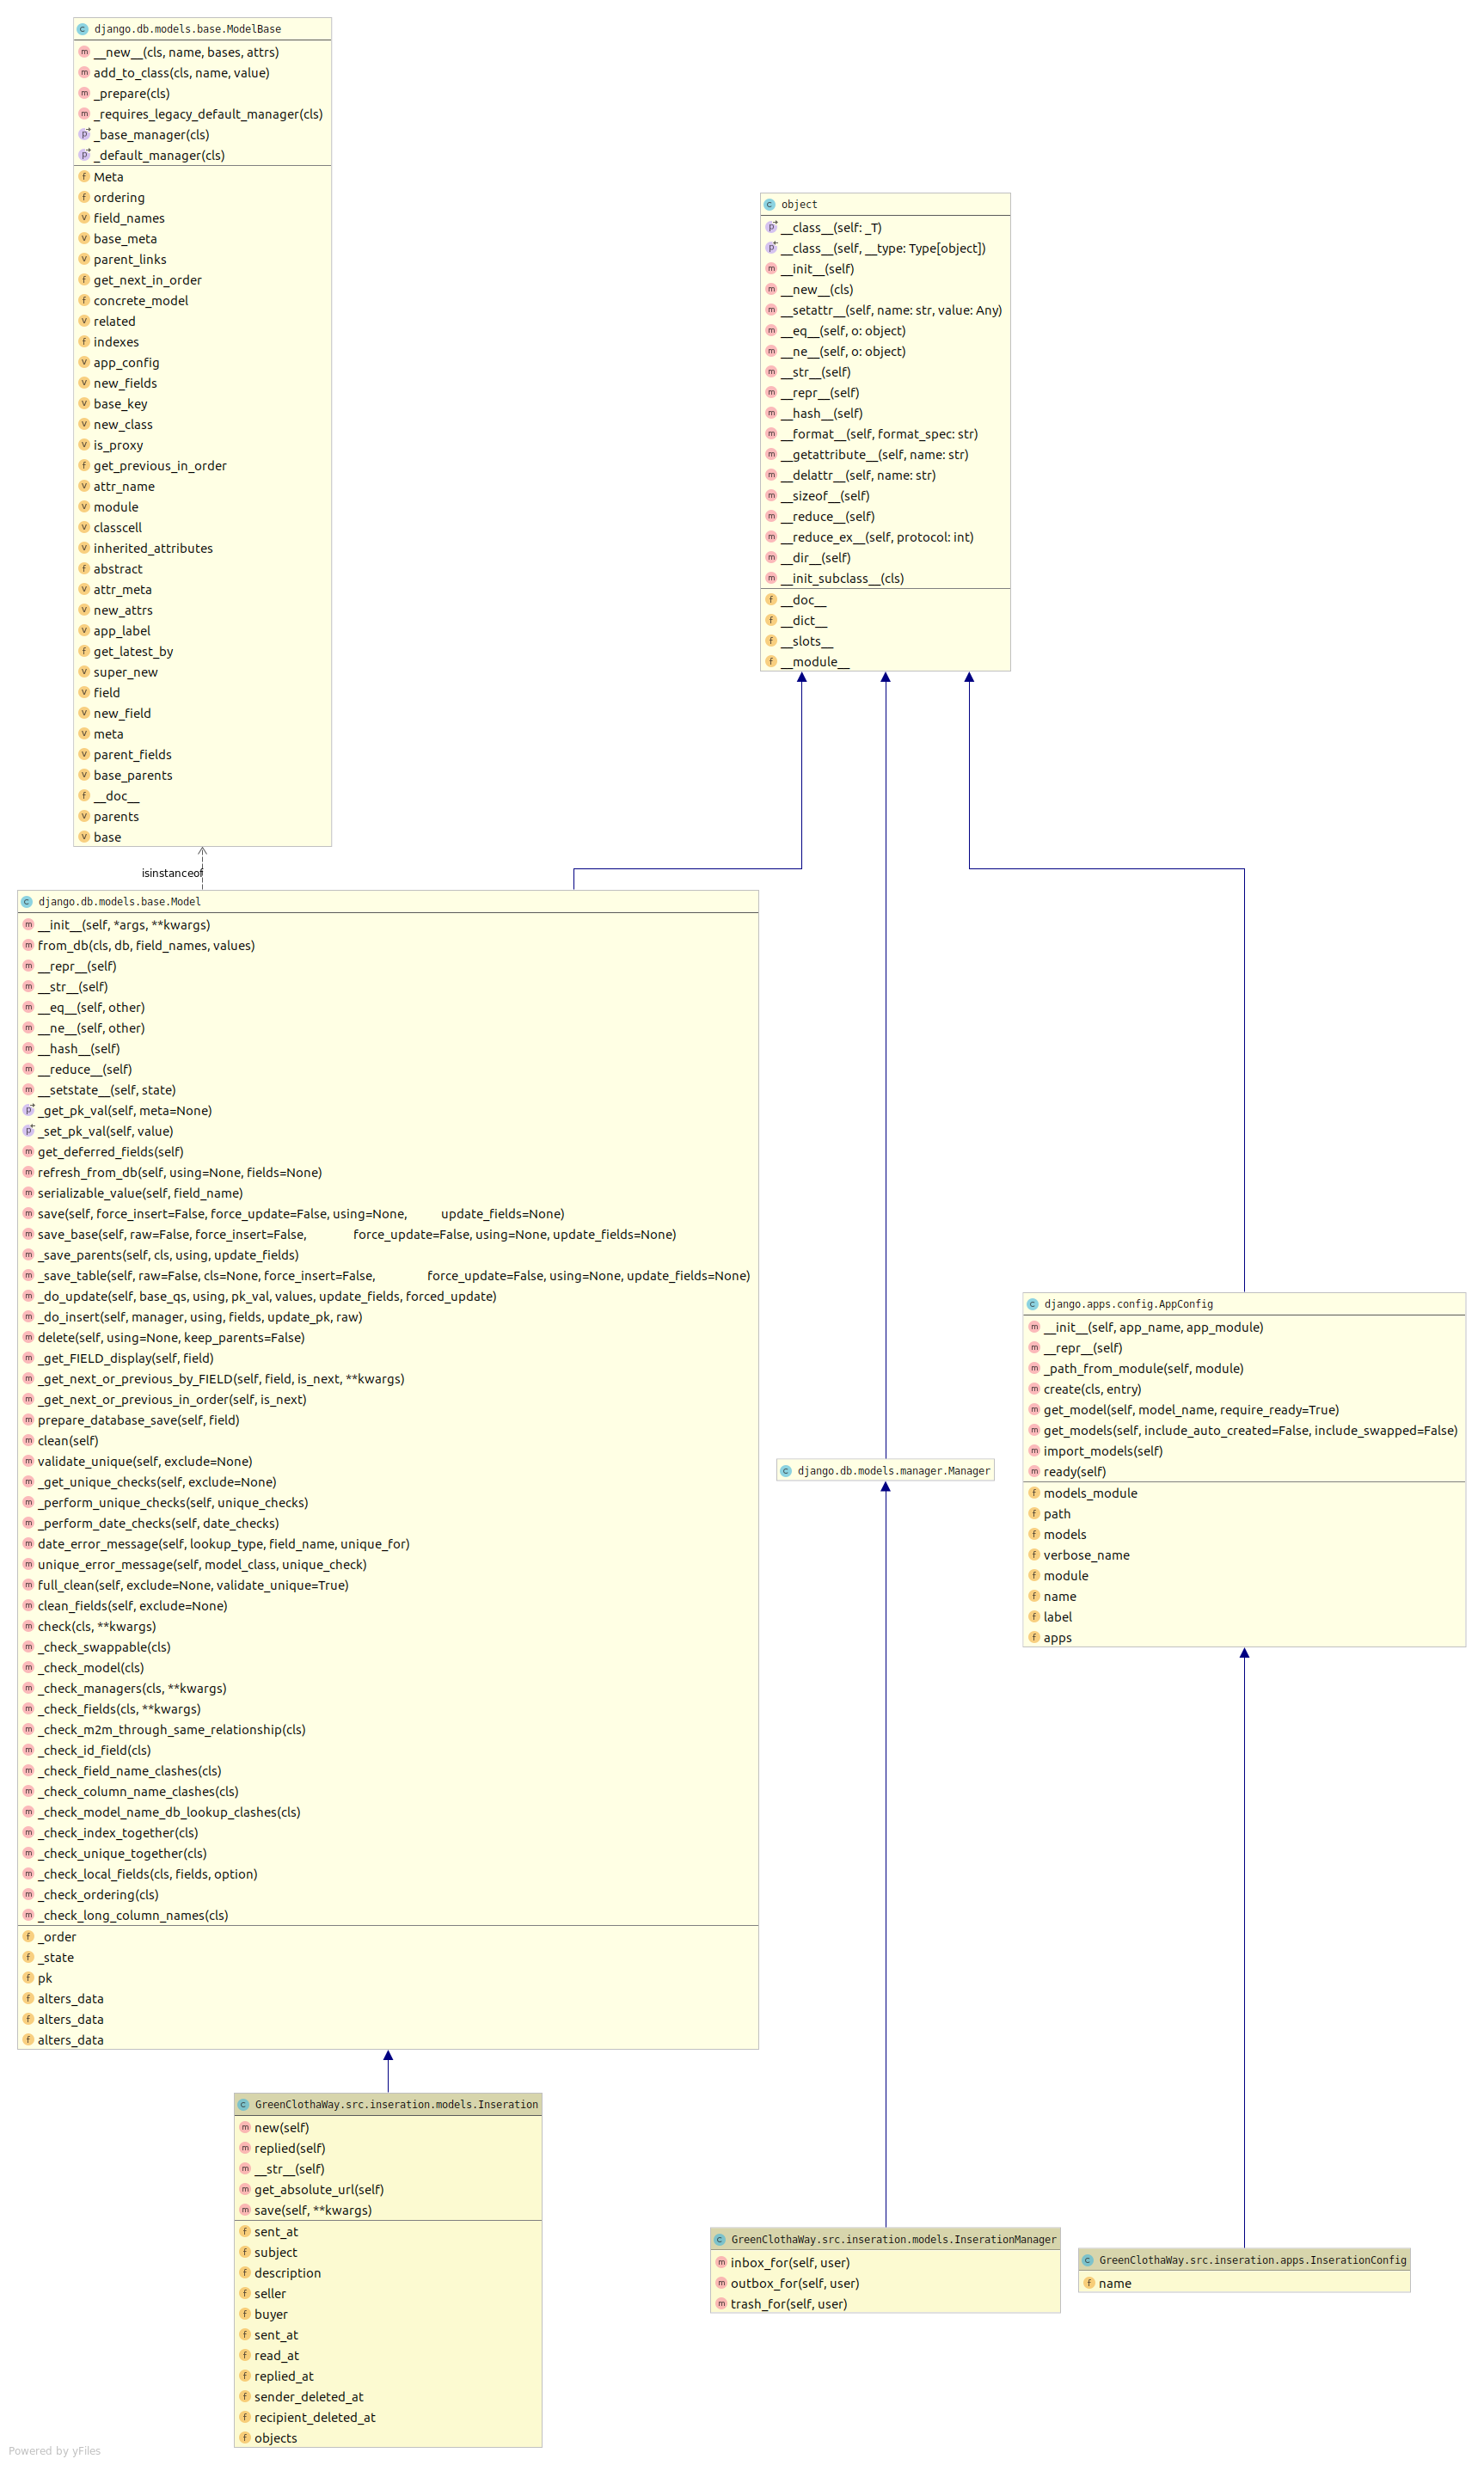 django.db.models.base.ModelBase
__new__(cls, name, bases, attrs)
add_to_class(cls, name, value)
_prepare(cls)
_requires_legacy_default_manager(cls)
_base_manager(cls)
_default_manager(cls)
Meta
ordering
field_names
base_meta
parent_links
get_next_in_order
concrete_model
related
indexes
app_config
new_fields
base_key
new_class
is_proxy
get_previous_in_order
attr_name
module
classcell
inherited_attributes
abstract
attr_meta
new_attrs
app_label
get_latest_by
super_new
field
new_field
meta
parent_fields
base_parents
__doc__
parents
base
object
__class__(self: _T)
__class__(self, __type: Type[object])
__init__(self)
__new__(cls)
__setattr__(self, name: str, value: Any)
__eq__(self, o: object)
__ne__(self, o: object)
__str__(self)
__repr__(self)
__hash__(self)
__format__(self, format_spec: str)
__getattribute__(self, name: str)
__delattr__(self, name: str)
__sizeof__(self)
__reduce__(self)
__reduce_ex__(self, protocol: int)
__dir__(self)
__init_subclass__(cls)
__doc__
__dict__
__slots__
__module__
isinstanceof
django.db.models.base.Model
__init__(self, *args, **kwargs)
from_db(cls, db, field_names, values)
__repr__(self)
__str__(self)
__eq__(self, other)
__ne__(self, other)
__hash__(self)
__reduce__(self)
__setstate__(self, state)
_get_pk_val(self, meta=None)
_set_pk_val(self, value)
get_deferred_fields(self)
refresh_from_db(self, using=None, fields=None)
serializable_value(self, field_name)
save(self, force_insert=False, force_update=False, using=None, update_fields=None)
save_base(self, raw=False, force_insert=False, force_update=False, using=None, update_fields=None)
_save_parents(self, cls, using, update_fields)
_save_table(self, raw=False, cls=None, force_insert=False, force_update=False, using=None, update_fields=None)
_do_update(self, base_qs, using, pk_val, values, update_fields, forced_update)
_do_insert(self, manager, using, fields, update_pk, raw)
delete(self, using=None, keep_parents=False)
_get_FIELD_display(self, field)
_get_next_or_previous_by_FIELD(self, field, is_next, **kwargs)
_get_next_or_previous_in_order(self, is_next)
prepare_database_save(self, field)
clean(self)
validate_unique(self, exclude=None)
_get_unique_checks(self, exclude=None)
_perform_unique_checks(self, unique_checks)
_perform_date_checks(self, date_checks)
date_error_message(self, lookup_type, field_name, unique_for)
unique_error_message(self, model_class, unique_check)
full_clean(self, exclude=None, validate_unique=True)
clean_fields(self, exclude=None)
check(cls, **kwargs)
_check_swappable(cls)
_check_model(cls)
_check_managers(cls, **kwargs)
_check_fields(cls, **kwargs)
_check_m2m_through_same_relationship(cls)
_check_id_field(cls)
_check_field_name_clashes(cls)
_check_column_name_clashes(cls)
_check_model_name_db_lookup_clashes(cls)
_check_index_together(cls)
_check_unique_together(cls)
_check_local_fields(cls, fields, option)
_check_ordering(cls)
_check_long_column_names(cls)
_order
_state
pk
alters_data
alters_data
alters_data
django.db.models.manager.Manager
django.apps.config.AppConfig
__init__(self, app_name, app_module)
__repr__(self)
_path_from_module(self, module)
create(cls, entry)
get_model(self, model_name, require_ready=True)
get_models(self, include_auto_created=False, include_swapped=False)
import_models(self)
ready(self)
models_module
path
models
verbose_name
module
name
label
apps
GreenClothaWay.src.inseration.models.Inseration
new(self)
replied(self)
__str__(self)
get_absolute_url(self)
save(self, **kwargs)
sent_at
subject
description
seller
buyer
sent_at
read_at
replied_at
sender_deleted_at
recipient_deleted_at
objects
GreenClothaWay.src.inseration.models.InserationManager
inbox_for(self, user)
outbox_for(self, user)
trash_for(self, user)
GreenClothaWay.src.inseration.apps.InserationConfig
name
Powered by yFiles